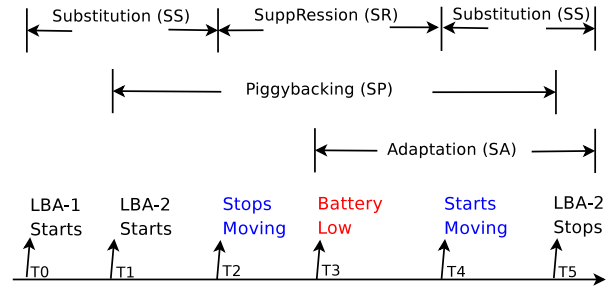 Substitution (SS) SuppRession (SR) Substitution (SS)
Piggybacking (SP)
Adaptation (SA)
LBA-1 LBA-2 Stops Battery Starts LBA-2
Starts Starts Moving Low Moving Stops
T0 T1 T2 T3 T4 T5